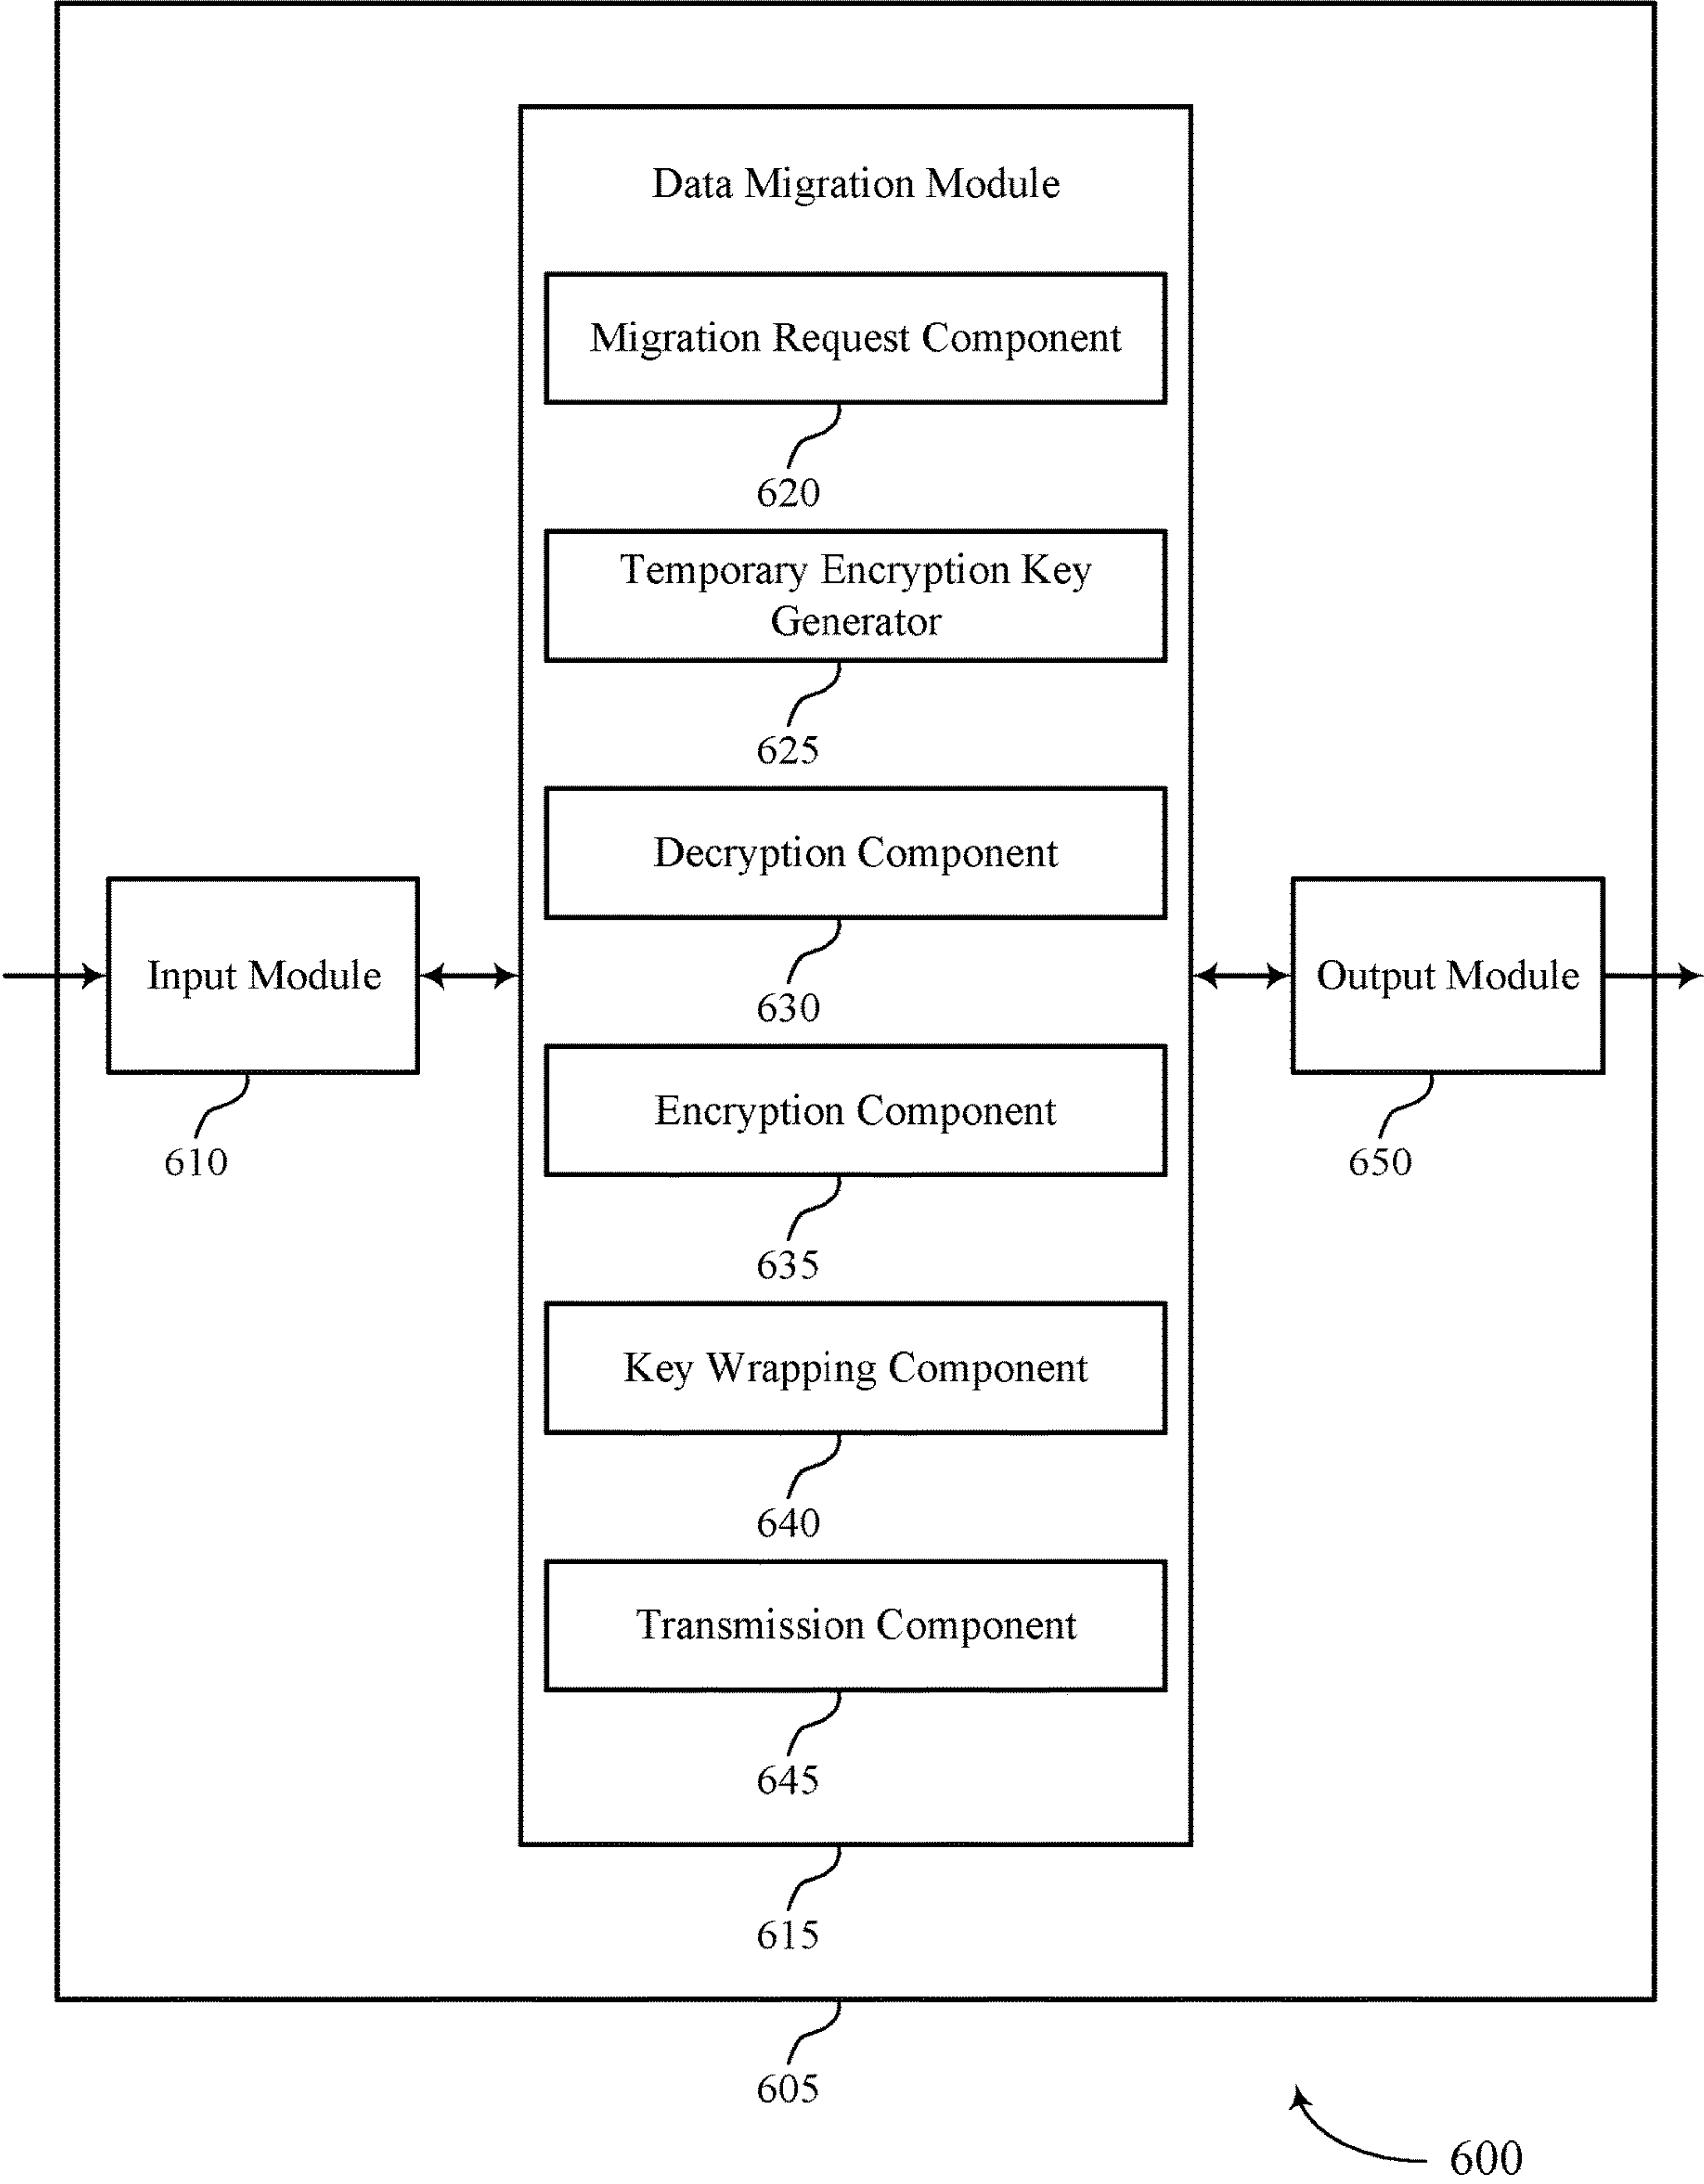 Data Migration Module
Migration Request Component
620
Temporary Encryption Key
Generator
625
Decryption Component
630
Input Module
610
Output Module
650
Encryption Component
635
Key Wrapping Component
640
Transmission Component
645
615
605
600